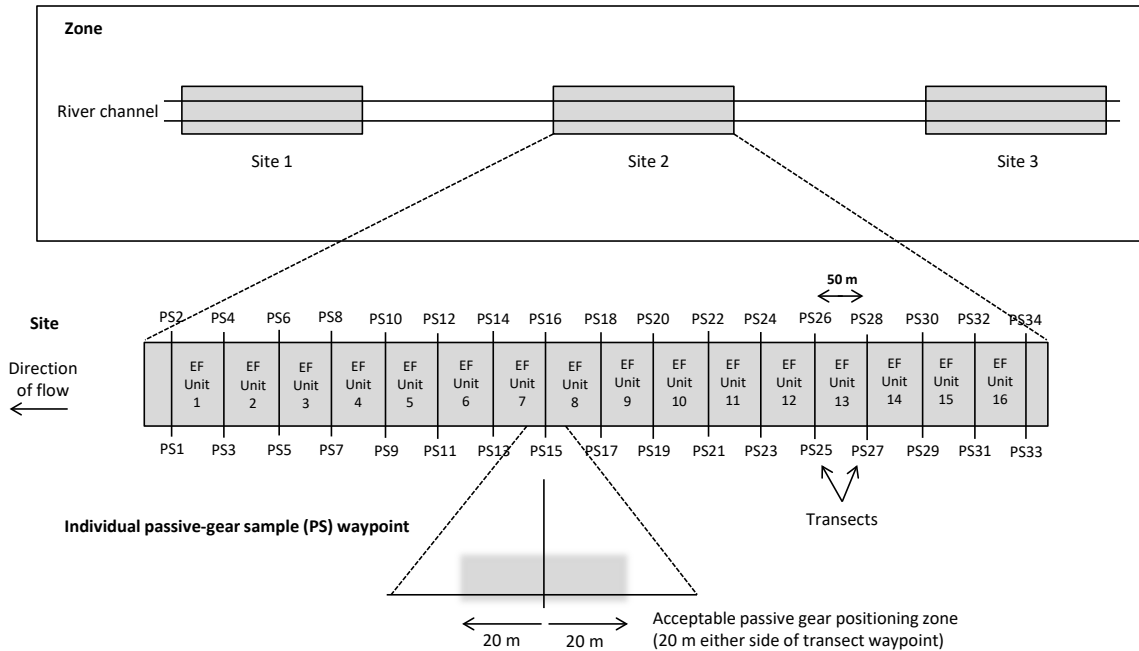 Zone
River channel
Site 1
Site 2
Site 3
50 m
Site
PS2 PS4 PS6 PS8 PS10 PS12 PS14 PS16 PS18 PS20 PS22 PS24 PS26 PS28 PS30 PS32 PS34
Direction
of flow
EF
Unit
1
EF
Unit
2
EF
Unit
3
EF
Unit
4
EF
Unit
5
EF
Unit
6
EF
Unit
7
EF
Unit
8
EF
Unit
9
EF
Unit
10
EF
Unit
11
EF
Unit
12
EF
Unit
13
EF
Unit
14
EF
Unit
15
EF
Unit
16
PS1 PS3 PS5 PS7 PS9 PS11 PS13 PS15 PS17 PS19 PS21 PS23 PS25 PS27 PS29 PS31 PS33
Transects
Individual passive-gear sample (PS) waypoint
20 m
20 m
Acceptable passive gear positioning zone
(20 m either side of transect waypoint)